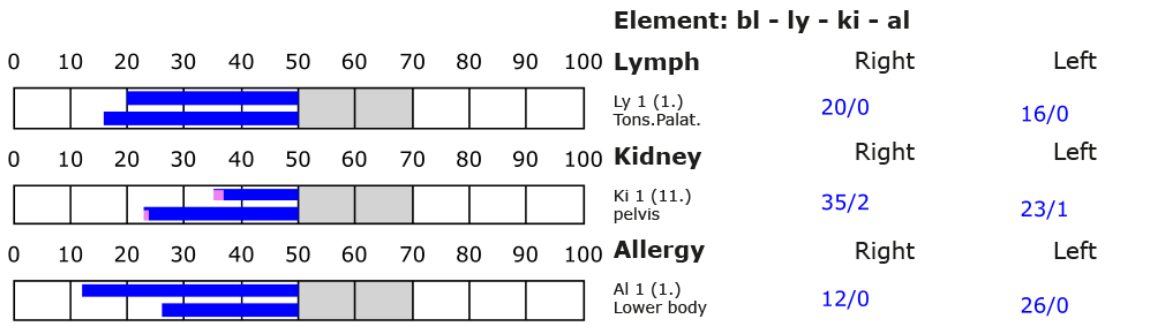 Element: bl - ly - ki - al
0 10 20 30 40 50 60 70 80 90 100 Lymph Right Left
Ly 1 (1.) 20/0 16/0
Tons.Palat.
0 10 20 30 40 50 60 70 80 90 100 Kidney Right Left
Ki 1 (11.) 35/2 23/1
pelvis
0 10 20 30 40 50 60 70 80 90 100 Allergy Right Left
Al 1 (1.) 12/0 26/0
Lower body